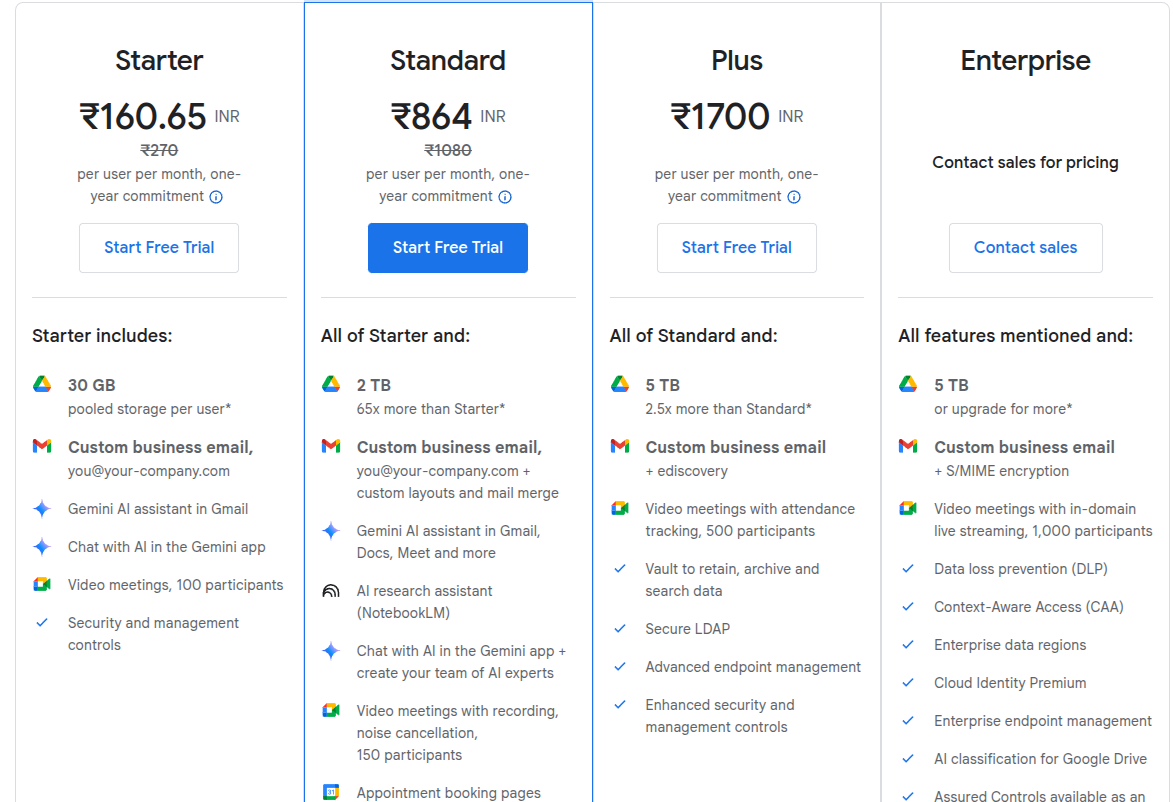 Starter
₹160.65 INR
₹270
per user per month, one-
year commitment
Start Free Trial
Starter includes:
30 GB
pooled storage per user*
Custom business email,
you@your-company.com
Gemini AI assistant in Gmail
Chat with AI in the Gemini app
Video meetings, 100 participants
Security and management
controls
Standard
₹864 INR
₹1080
per user per month, one-
year commitment
Start Free Trial
All of Starter and:
2 TB
65x more than Starter*
Custom business email,
you@your-company.com +
custom layouts and mail merge
Gemini AI assistant in Gmail,
Docs, Meet and more
AI research assistant
(NotebookLM)
Chat with AI in the Gemini app +
create your team of AI experts
Video meetings with recording,
noise cancellation,
150 participants
31
Appointment booking pages
Plus
₹1700 INR
per user per month, one-
year commitment
Start Free Trial
All of Standard and:
5 TB
2.5x more than Standard*
Custom business email
+ ediscovery
Video meetings with attendance
tracking, 500 participants
Vault to retain, archive and
search data
Secure LDAP
Advanced endpoint management
Enhanced security and
management controls
Enterprise
Contact sales for pricing
Contact sales
All features mentioned and:
5 TB
or upgrade for more*
Custom business email
+ S/MIME encryption
Video meetings with in-domain
live streaming, 1,000 participants
Data loss prevention (DLP)
Context-Aware Access (CAA)
Enterprise data regions
Cloud Identity Premium
Enterprise endpoint management
AI classification for Google Drive
Assured Controls available as an